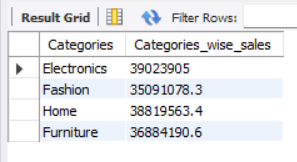 Result Grid Filter Rows:
Categories Categories_wise_sales
Electronics 39023905
Fashion 35091078.3
Home 38819563.4
Furniture 36884190.6